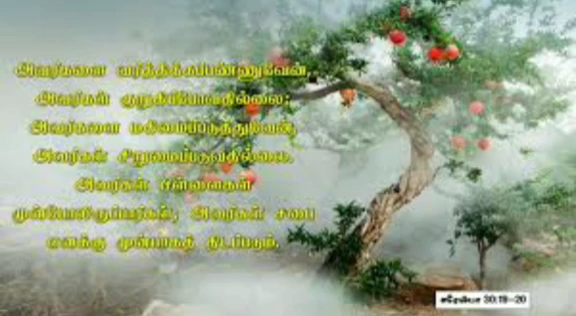 அவர்களை வர்த்திக்கப்பண்ணுவேன்,
அவர்கள் குறுகிப்போவதில்லை;
அவர்களை மகிமைப்படுத்துவேன்,
அவர்கள் சிறுமைப்படுவதில்லை.
அவர்கள் பிள்ளைகள்
முன்போலிருப்பார்கள்; அவர்கள் சபை
எனக்கு முன்பாகத் திடப்படும்.
எரேமியா 30:19-20